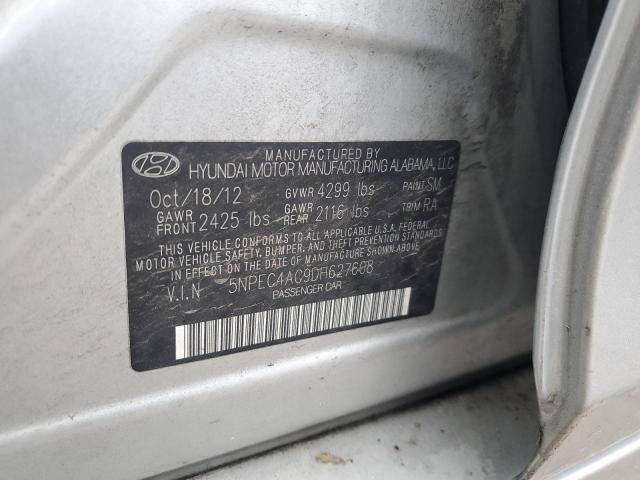 MANUFACTURED BY
HYUNDAI MOTOR MANUFACTURING ALABAMA, LLC
Oct/18/12 GVWR 4299 lbs PAINT SM
GAWR FRONT 2425 lbs GAWR REAR 2116 lbs TRIM RA
THIS VEHICLE CONFORMS TO ALL APPLICABLE U.S.A FEDERAL
MOTOR VEHICLE SAFETY, BUMPER, AND THEFT PREVENTION STANDARDS
IN EFFECT ON THE DATE OF MANUFACTURE SHOWN ABOVE
V.I.N 5NPEC4AC9DH627608
PASSENGER CAR